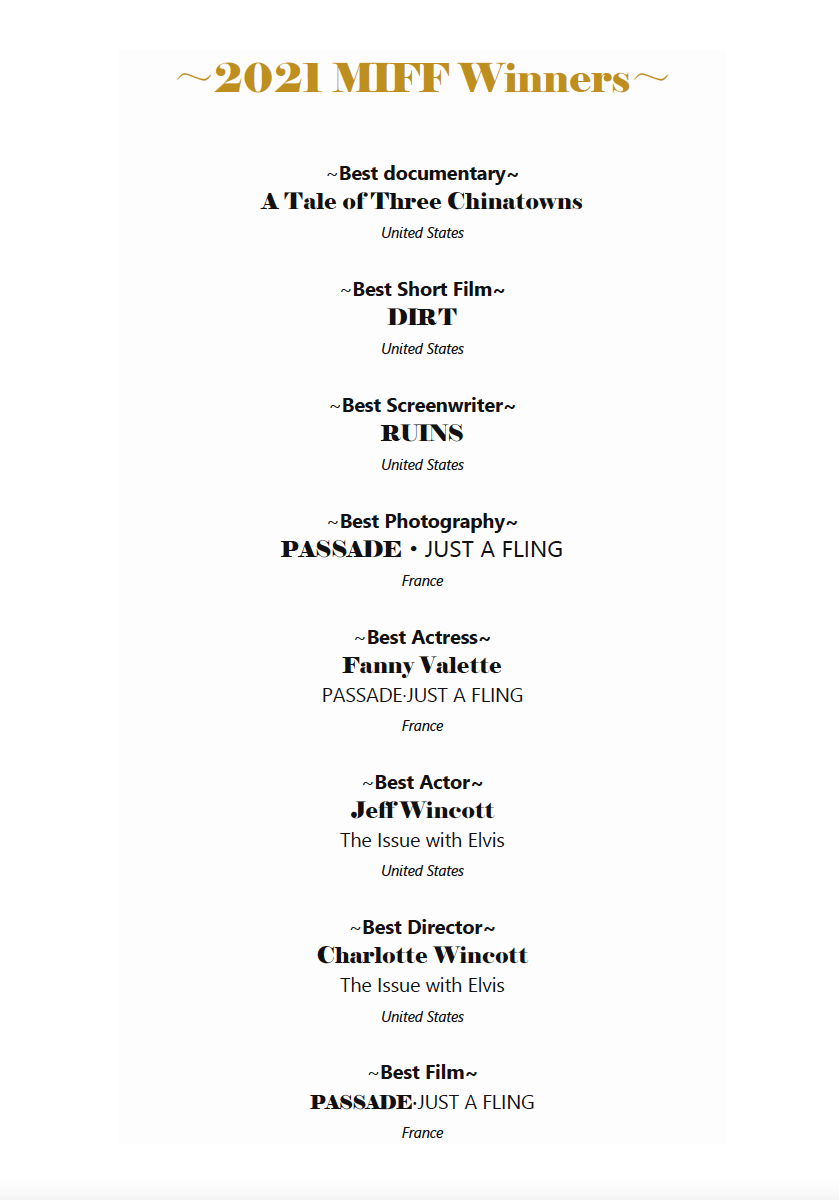 ~2021 MIFF Winners~
~Best documentary~
A Tale of Three Chinatowns
United States
~Best Short Film~
DIRT
United States
~Best Screenwriter~
RUINS
United States
~Best Photography~
PASSADE • JUST A FLING
France
~Best Actress~
Fanny Valette
PASSADE·JUST A FLING
France
~Best Actor~
Jeff Wincott
The Issue with Elvis
United States
~Best Director~
Charlotte Wincott
The Issue with Elvis
United States
~Best Film~
PASSADE·JUST A FLING
France